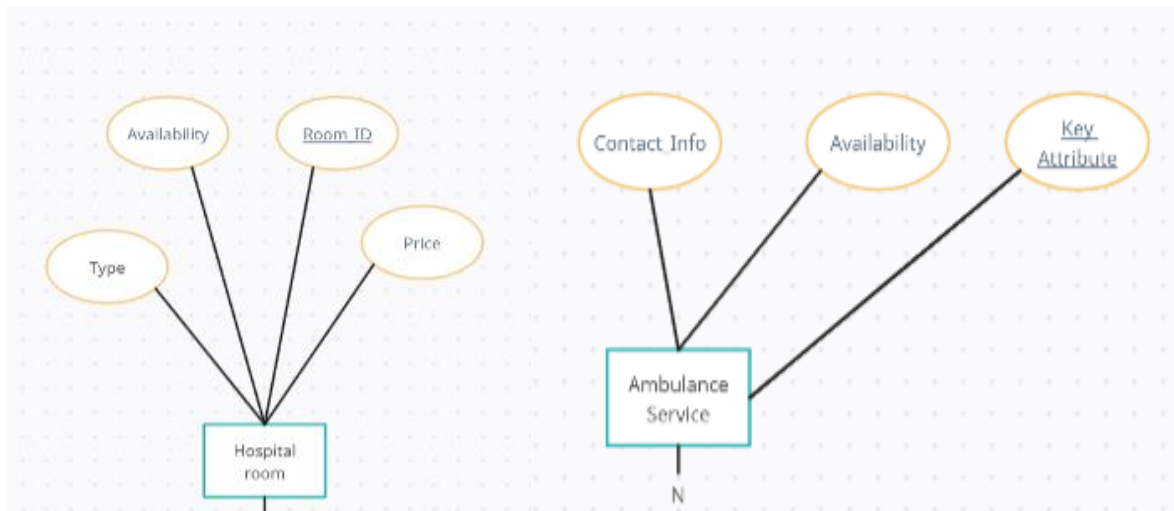 Availability
Room_ID
Type
Price
Hospital
room
Contact_Info
Availability
Key
Attribute
Ambulance
Service
N